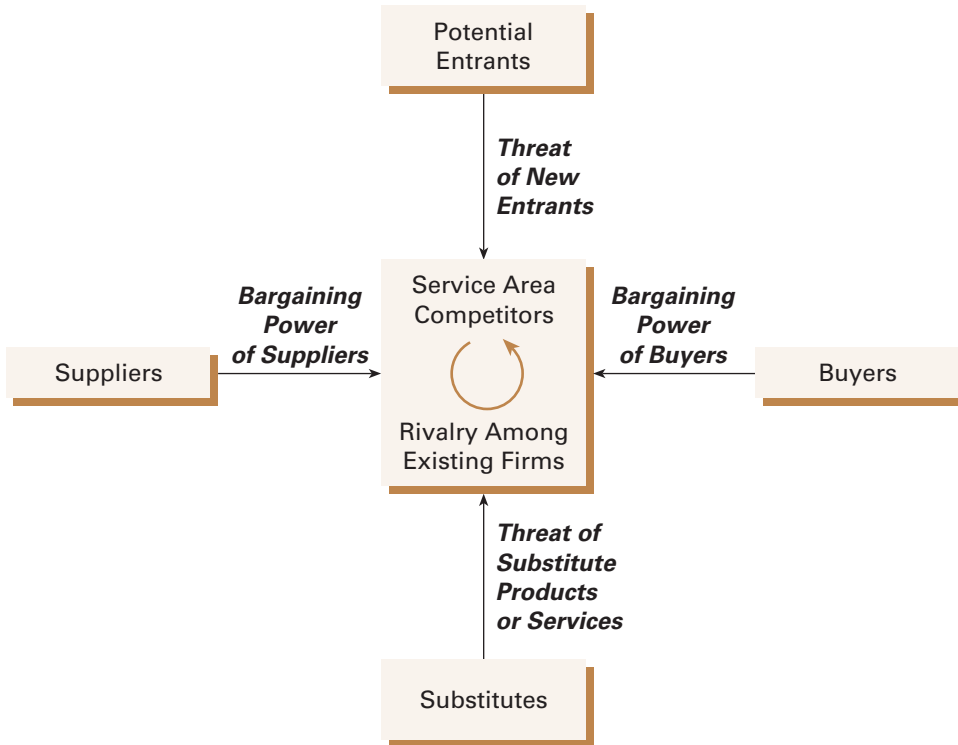 Potential
Entrants
Threat
of New
Entrants
Service Area
Competitors
Bargaining
Power
of Suppliers
Bargaining
Power
of Buyers
Suppliers
Buyers
Rivalry Among
Existing Firms
Threat of
Substitute
Products
or Services
Substitutes